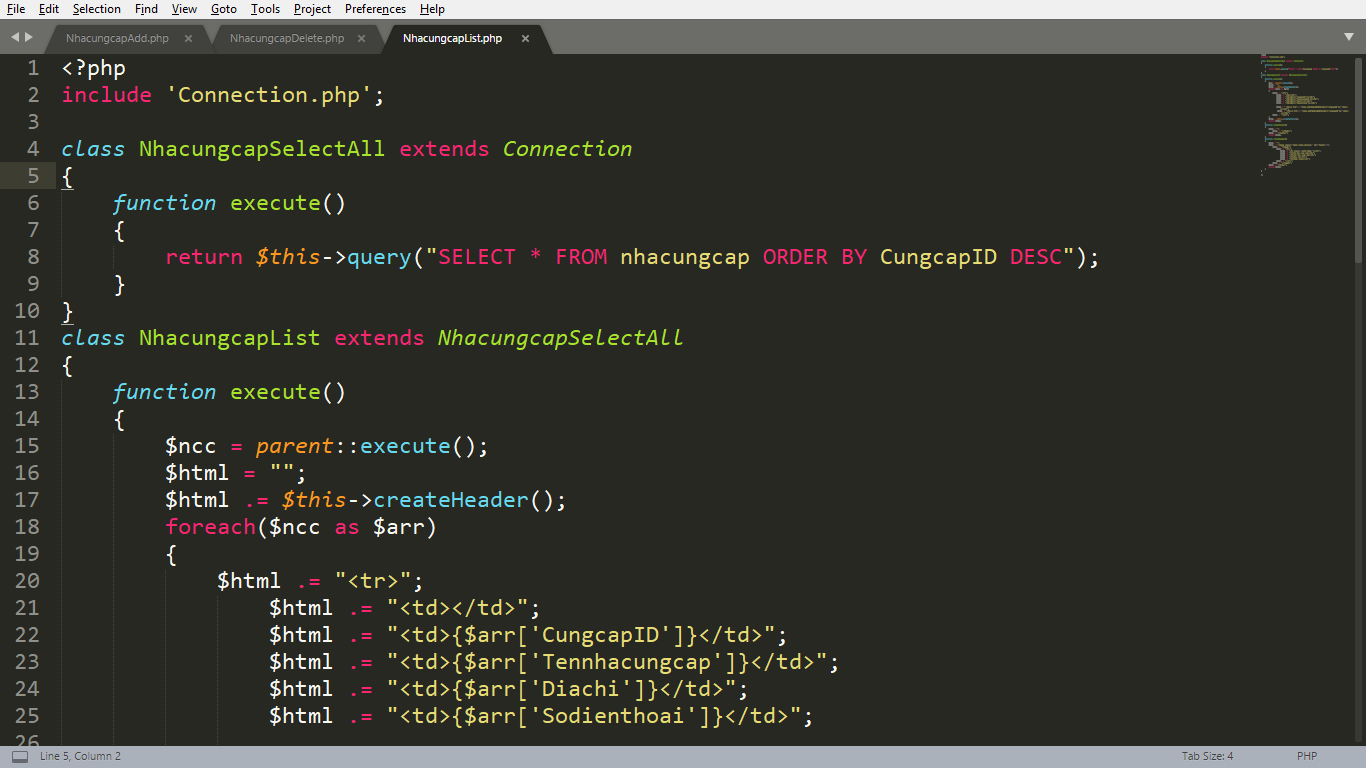 File Edit Selection Find View Goto Tools Project Preferences Help
NhacungcapAdd.php × NhacungcapDelete.php × NhacungcapList.php ×
1 <?php
2 include 'Connection.php';
3
4 class NhacungcapSelectAll extends Connection
5 {
6 function execute()
7 {
8 return $this->query("SELECT * FROM nhacungcap ORDER BY CungcapID DESC");
9 }
10 }
11 class NhacungcapList extends NhacungcapSelectAll
12 {
13 function execute()
14 {
15 $ncc = parent::execute();
16 $html = "";
17 $html .= $this->createHeader();
18 foreach($ncc as $arr)
19 {
20 $html .= "<tr>";
21 $html .= "<td></td>";
22 $html .= "<td>{$arr['CungcapID']}</td>";
23 $html .= "<td>{$arr['Tennhacungcap']}</td>";
24 $html .= "<td>{$arr['Diachi']}</td>";
25 $html .= "<td>{$arr['Sodienthoai']}</td>";
26
Line 5, Column 2 Tab Size: 4 PHP